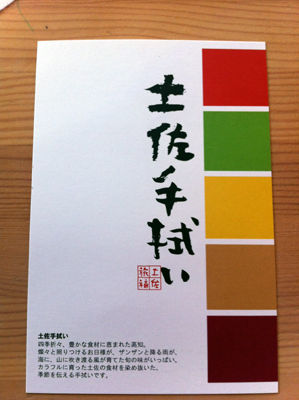 土佐手拭い
土佐
旅福
土佐手拭い
四季折々、豊かな食材に恵まれた高知。
燦々と照りつけるお日様が、ザンザンと降る雨が、
海に、山に吹き渡る風が育てた旬の味がいっぱい。
カラフルに育った土佐の食材を染め抜いた、
季節を伝える手拭いです。